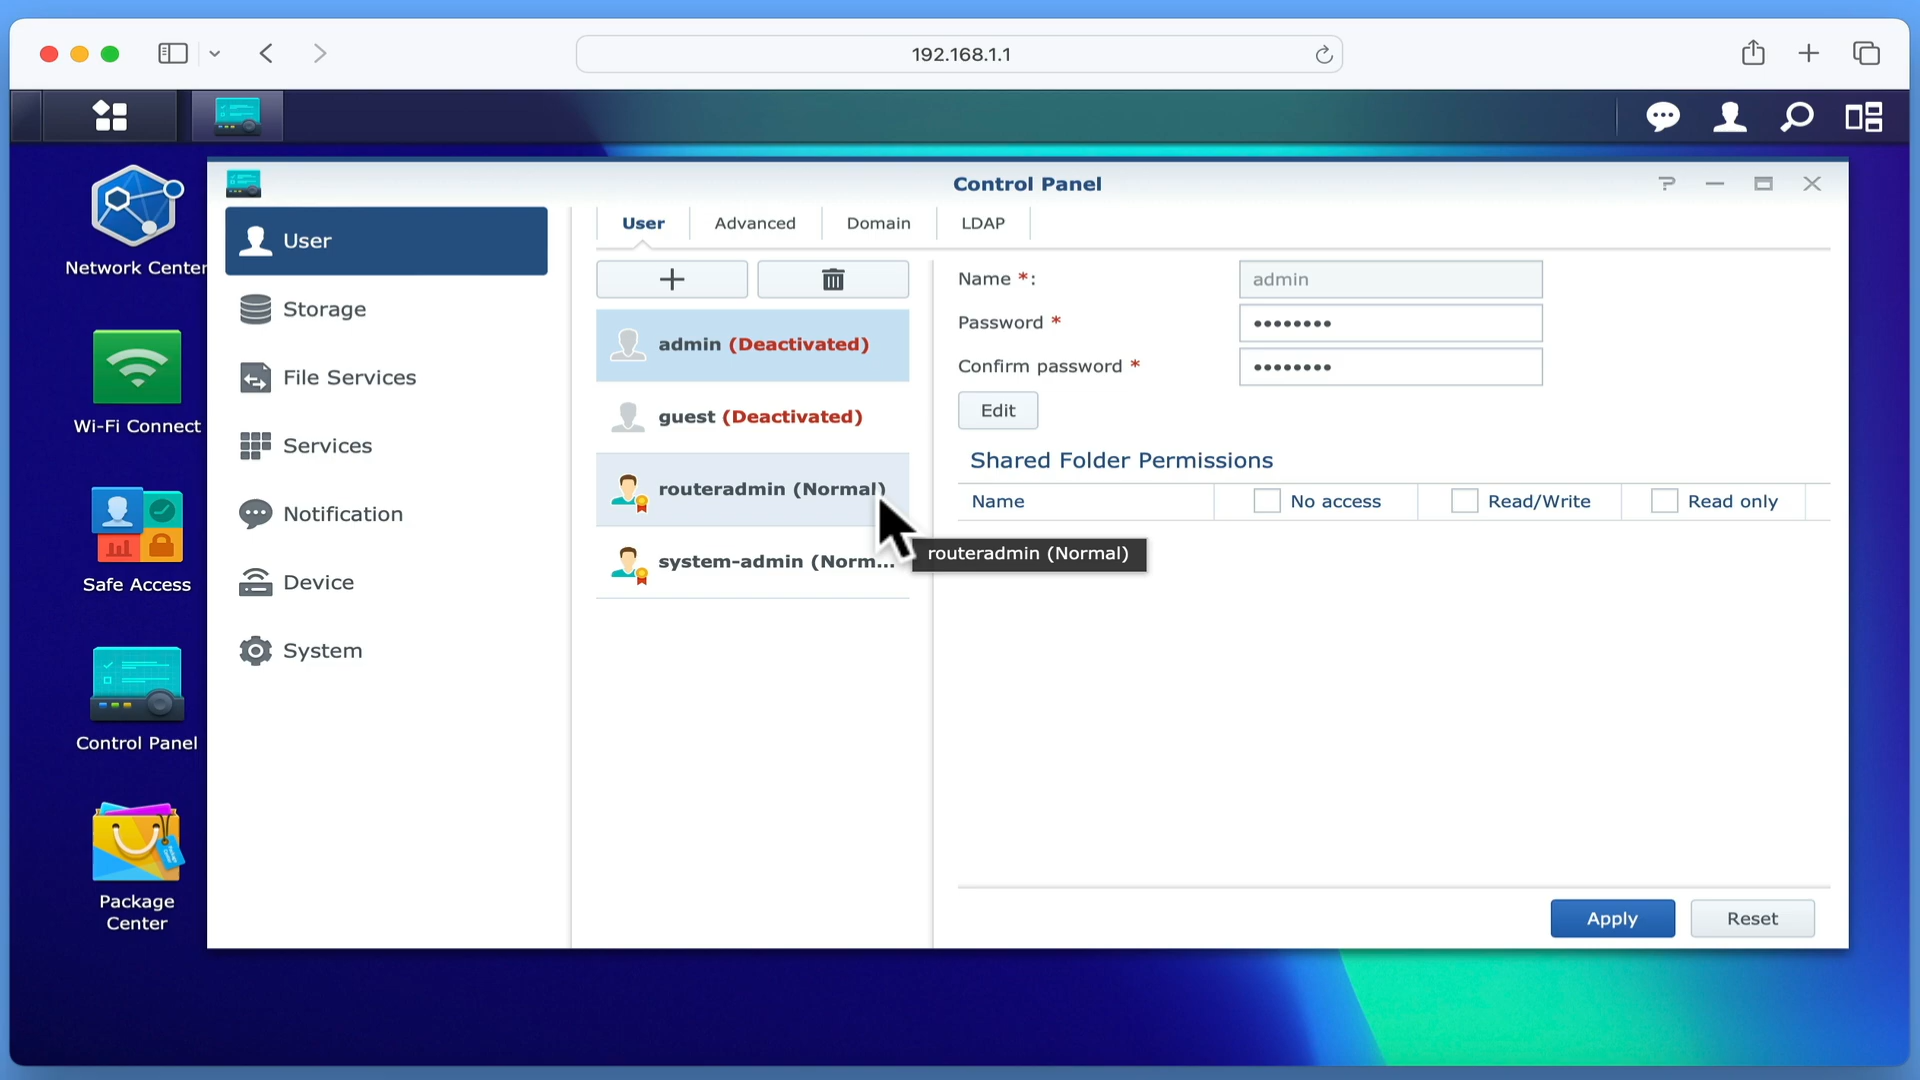 192.168.1.1
Network Center
Wi-Fi Connect
Safe Access
Control Panel
Package
Center
Control Panel
User
Storage
File Services
Services
Notification
Device
System
User Advanced Domain LDAP
admin (Deactivated)
guest (Deactivated)
routeradmin (Normal)
system-admin (Norm...
routeradmin (Normal)
Name *: admin
Password * ••••••••
Confirm password * ••••••••
Edit
Shared Folder Permissions
Name No access Read/Write Read only
Apply Reset